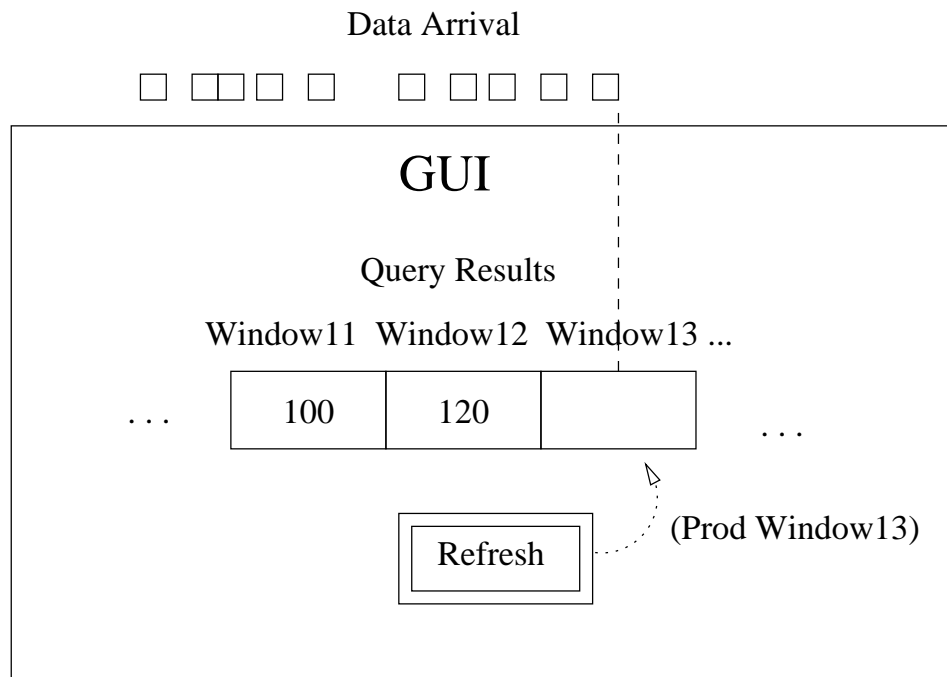 Data Arrival
GUI
Query Results
Window11 Window12 Window13 ...
. . . 100 120 . . .
Refresh (Prod Window13)